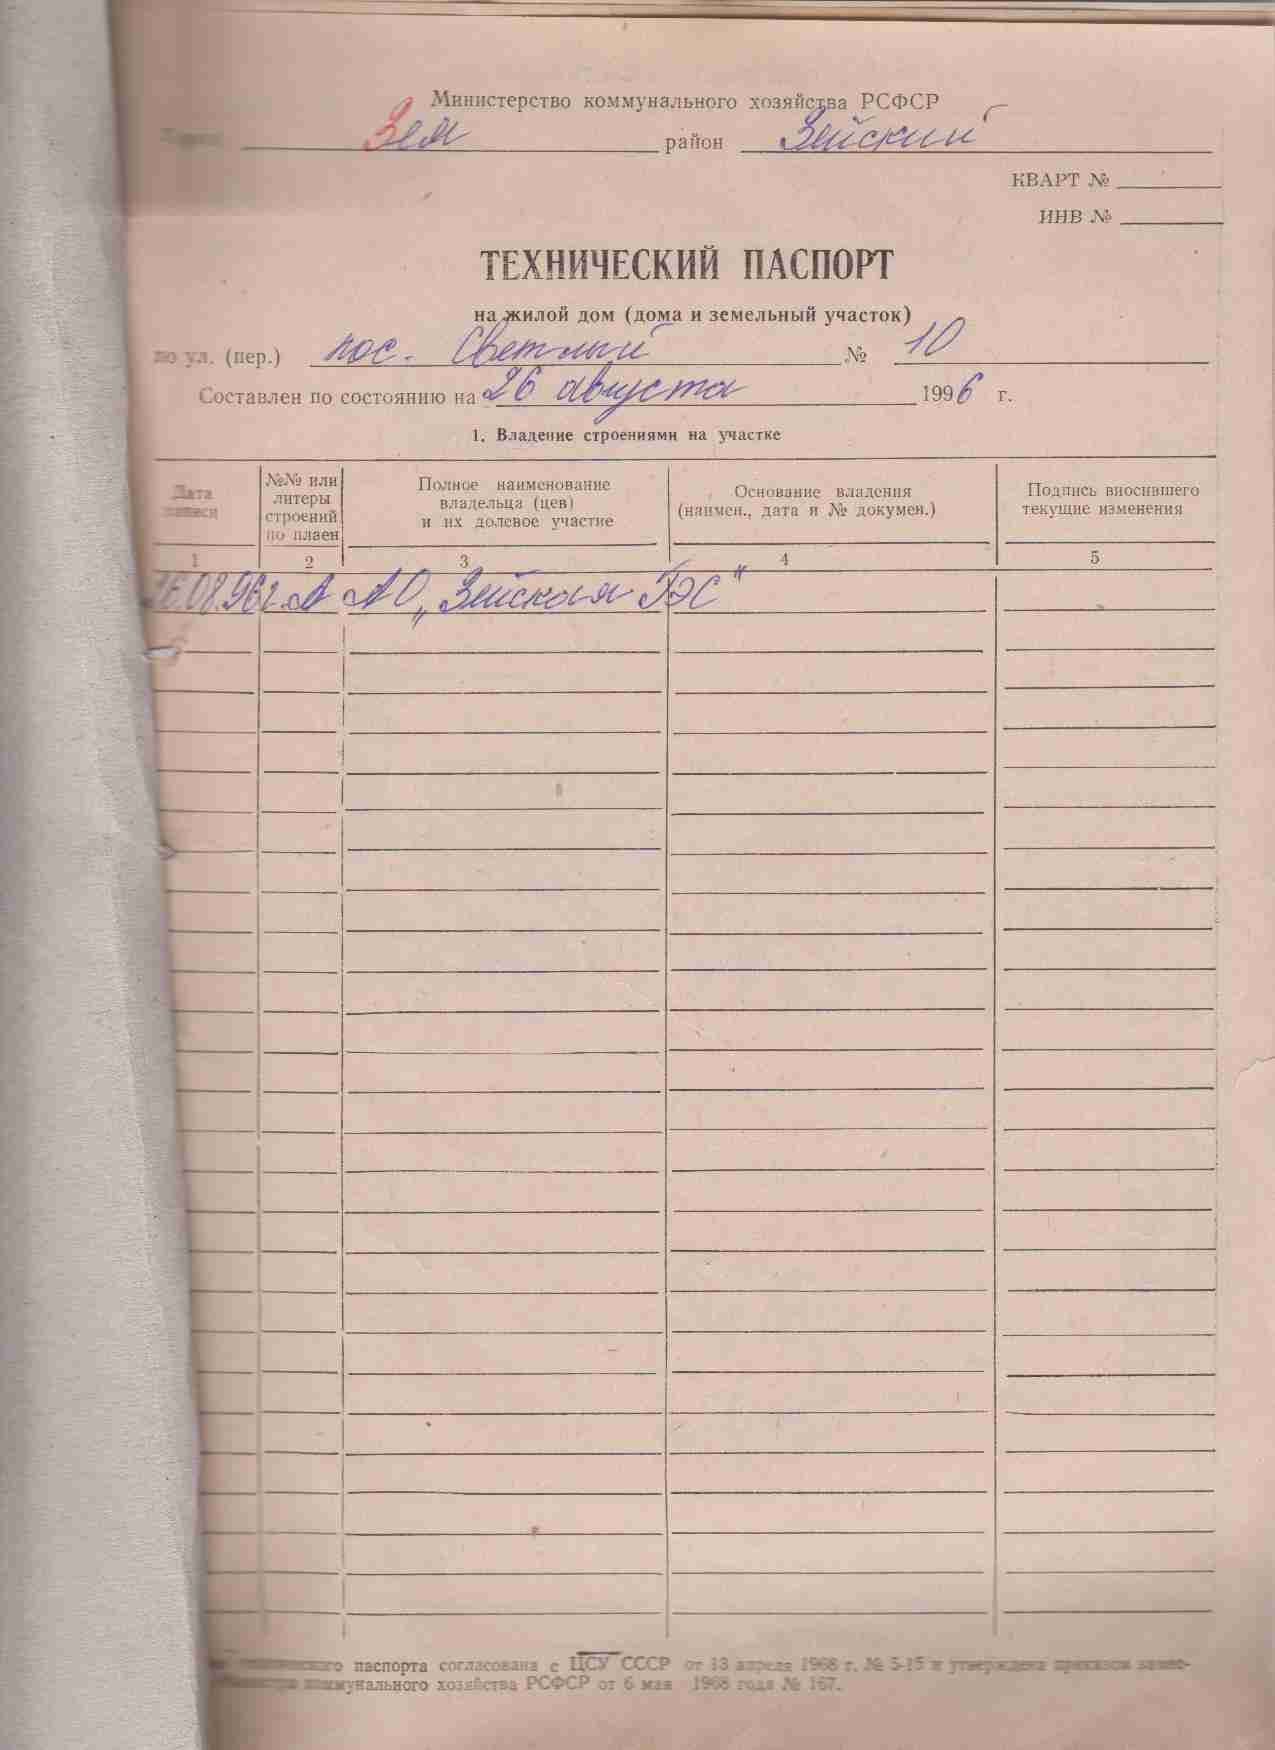 Министерство коммунального хозяйства РСФСР
Зея район Зейский
КВАРТ №
ИНВ №
ТЕХНИЧЕСКИЙ ПАСПОРТ
на жилой дом (дома и земельный участок)
по ул. (пер.) пос. Светлый № 10
Составлен по состоянию на 26 августа 1996 г.
1. Владение строениями на участке
Дата записи
№№ или литеры строений по плаен
Полное наименование владельца (цев) и их долевое участие
Основание владения (наимен., дата и № докумен.)
Подпись вносившего текущие изменения
1 2 3 4 5
26.08.96г. А АО „Зейская ГЭС"
паспорта согласована с ЦСУ СССР от 13 апреля 1968 г. № 5-15 и утверждена приказом замес-
коммунального хозяйства РСФСР от 6 мая 1968 года № 167.